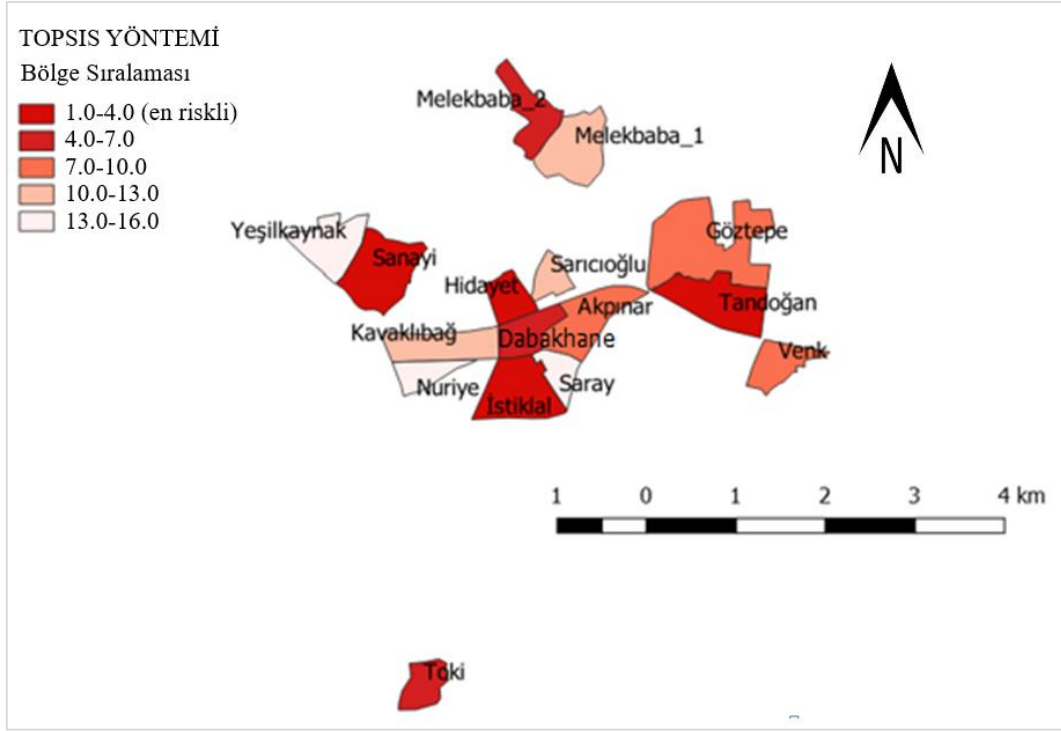 TOPSIS YÖNTEMİ
Bölge Sıralaması
1.0-4.0 (en riskli)
4.0-7.0
7.0-10.0
10.0-13.0
13.0-16.0
Melekbaba_2
Melekbaba_1
N
Yeşilkaynak
Sanayi
Göztepe
Sarıcıoğlu
Hidayet
Akpınar
Tandoğan
Kavaklıbağ
Dabakhane
Venk
Nuriye
Saray
İstiklal
1 0 1 2 3 4 km
Toki